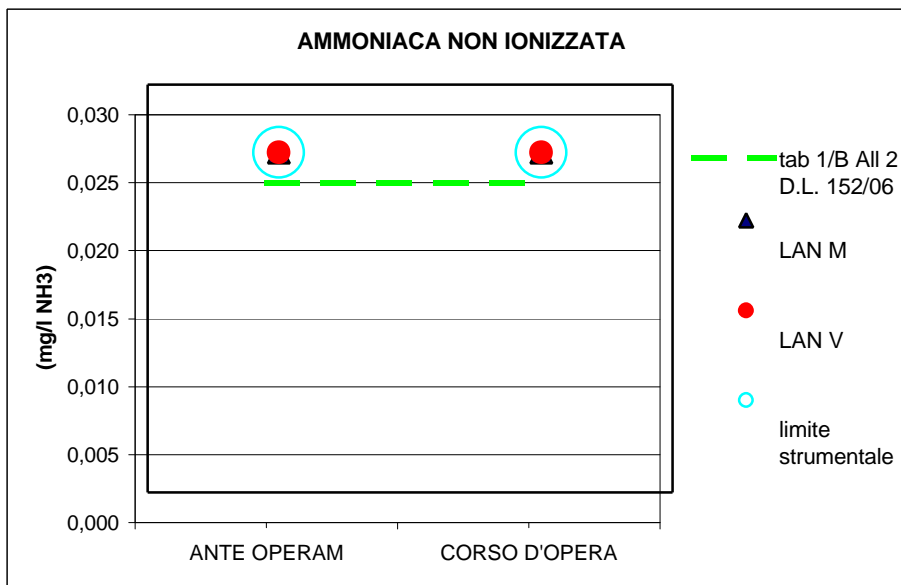 AMMONIACA NON IONIZZATA
(mg/l NH3)
0,030
0,025
0,020
0,015
0,010
0,005
0,000
ANTE OPERAM
CORSO D'OPERA
tab 1/B All 2
D.L. 152/06
LAN M
LAN V
limite
strumentale